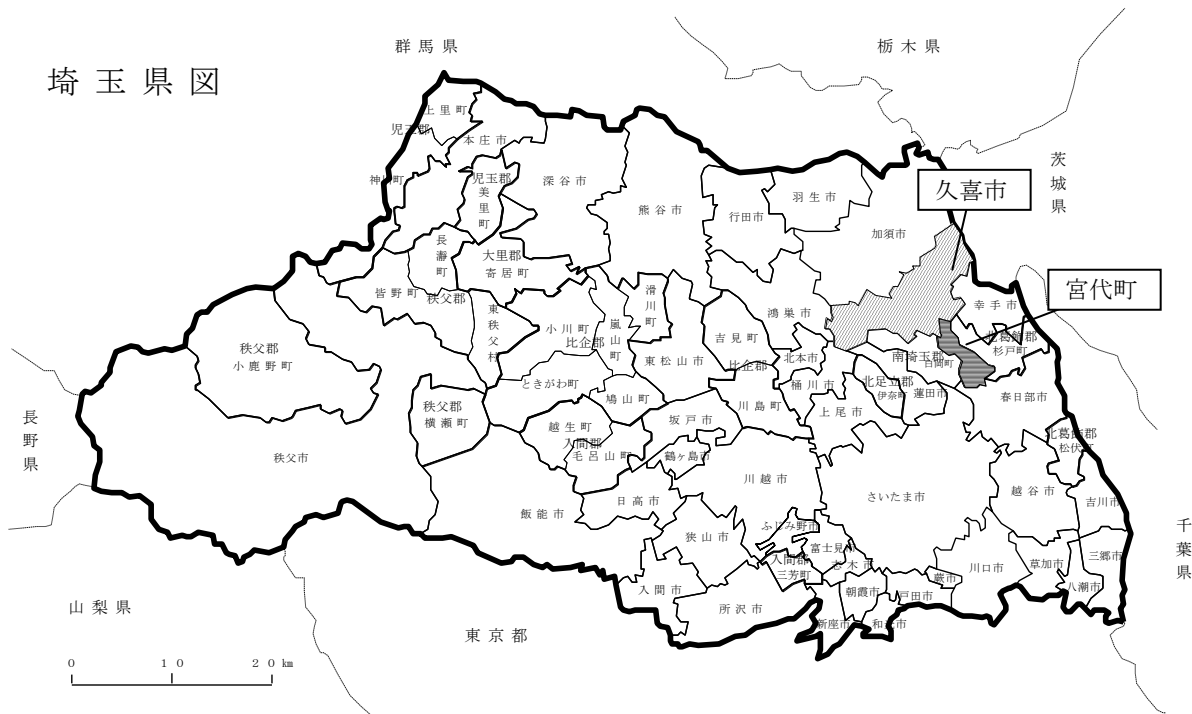 群馬県
栃木県
埼玉県図
上里町
児玉郡
本庄市
茨城県
児玉郡
美里町
深谷市
熊谷市
行田市
羽生市
久喜市
加須市
長瀞町
大里郡
寄居町
滑川町
宮代町
皆野町
秩父郡
東秩父村
小川町
比企郡
嵐山町
吉見町
鴻巣市
幸手市
北葛飾郡
杉戸町
秩父郡
小鹿野町
東松山市
比企郡
北本市
南埼玉郡
白岡町
ときがわ町
鳩山町
川島町
桶川市
北足立郡
伊奈町
蓮田市
春日部市
秩父郡
横瀬町
越生町
入間郡
毛呂山町
坂戸市
上尾市
北葛飾郡
松伏町
長野県
秩父市
鶴ヶ島市
川越市
さいたま市
越谷市
吉川市
日高市
飯能市
狭山市
ふじみ野市
富士見市
志木市
入間郡
三芳町
川口市
草加市
三郷市
千葉県
入間市
所沢市
朝霞市
戸田市
蕨市
八潮市
新座市
和光市
山梨県
東京都
0 10 20km